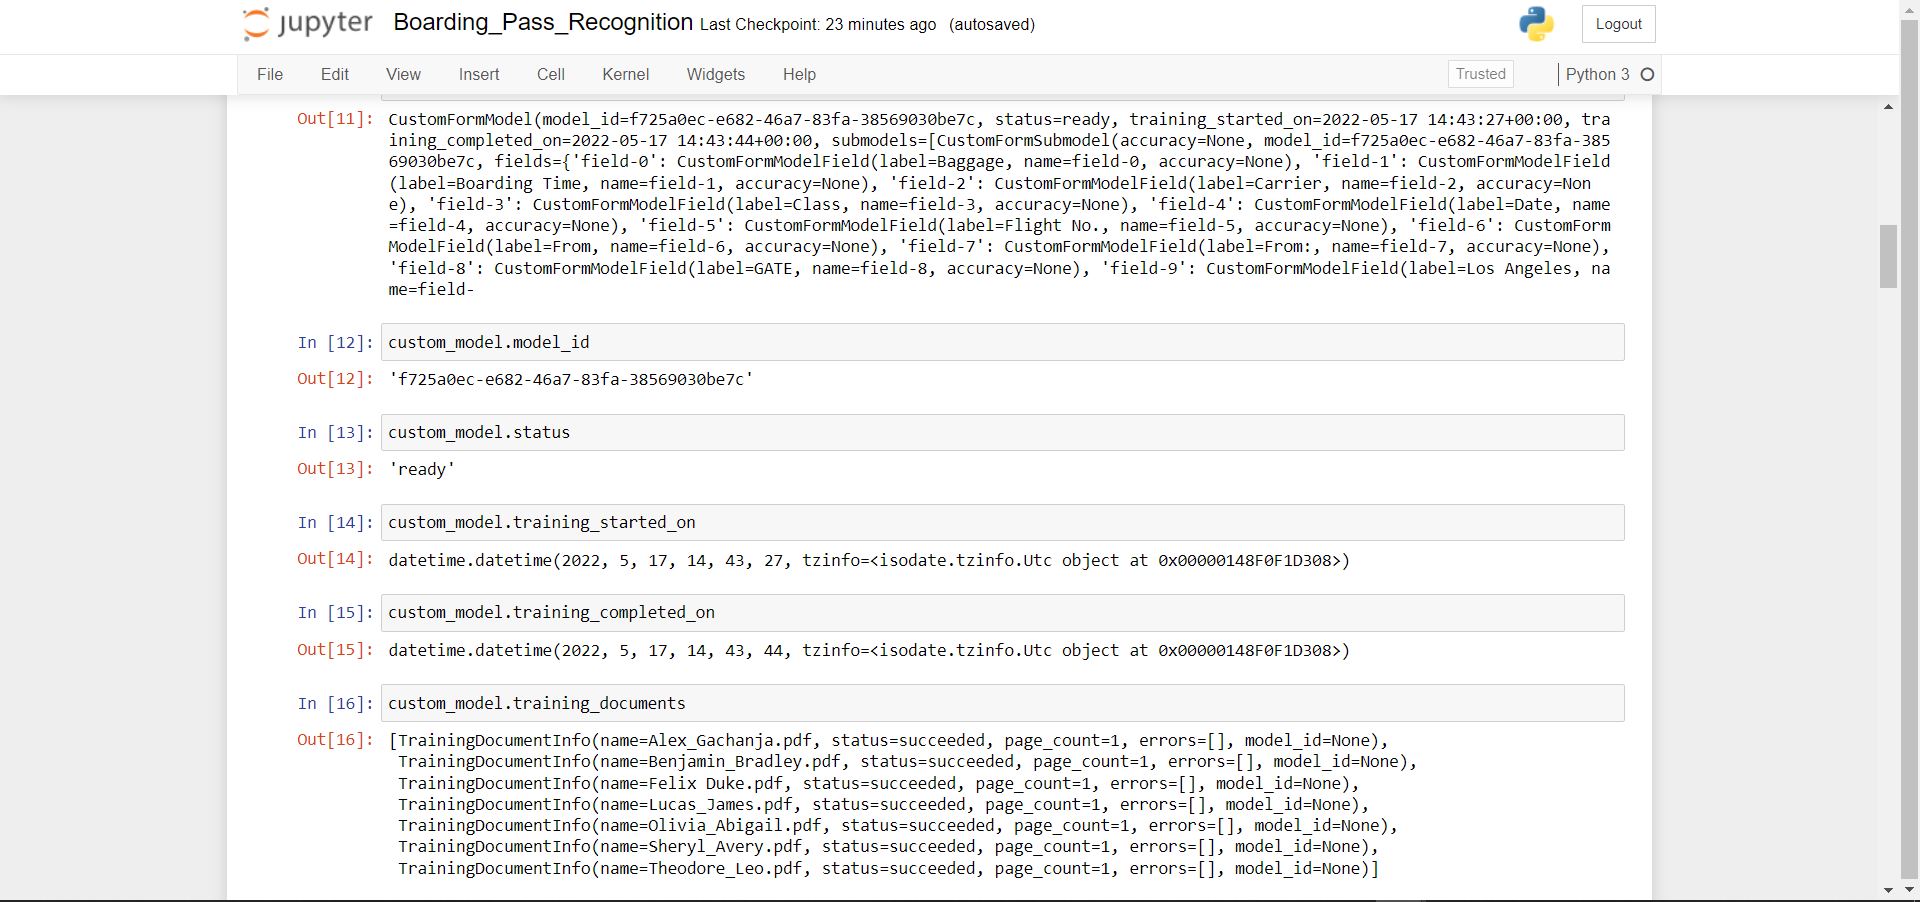 jupyter Boarding_Pass_Recognition Last Checkpoint: 23 minutes ago (autosaved) Logout
File Edit View Insert Cell Kernel Widgets Help Trusted Python 3
Out[11]: CustomFormModel(model_id=f725a0ec-e682-46a7-83fa-38569030be7c, status=ready, training_started_on=2022-05-17 14:43:27+00:00, tra
ining_completed_on=2022-05-17 14:43:44+00:00, submodels=[CustomFormSubmodel(accuracy=None, model_id=f725a0ec-e682-46a7-83fa-385
69030be7c, fields={'field-0': CustomFormModelField(label=Baggage, name=field-0, accuracy=None), 'field-1': CustomFormModelField
(label=Boarding Time, name=field-1, accuracy=None), 'field-2': CustomFormModelField(label=Carrier, name=field-2, accuracy=Non
e), 'field-3': CustomFormModelField(label=Class, name=field-3, accuracy=None), 'field-4': CustomFormModelField(label=Date, name
=field-4, accuracy=None), 'field-5': CustomFormModelField(label=Flight No., name=field-5, accuracy=None), 'field-6': CustomForm
ModelField(label=From, name=field-6, accuracy=None), 'field-7': CustomFormModelField(label=From:, name=field-7, accuracy=None),
'field-8': CustomFormModelField(label=GATE, name=field-8, accuracy=None), 'field-9': CustomFormModelField(label=Los Angeles, na
me=field-
In [12]: custom_model.model_id
Out[12]: 'f725a0ec-e682-46a7-83fa-38569030be7c'
In [13]: custom_model.status
Out[13]: 'ready'
In [14]: custom_model.training_started_on
Out[14]: datetime.datetime(2022, 5, 17, 14, 43, 27, tzinfo=<isodate.tzinfo.Utc object at 0x00000148F0F1D308>)
In [15]: custom_model.training_completed_on
Out[15]: datetime.datetime(2022, 5, 17, 14, 43, 44, tzinfo=<isodate.tzinfo.Utc object at 0x00000148F0F1D308>)
In [16]: custom_model.training_documents
Out[16]: [TrainingDocumentInfo(name=Alex_Gachanja.pdf, status=succeeded, page_count=1, errors=[], model_id=None),
TrainingDocumentInfo(name=Benjamin_Bradley.pdf, status=succeeded, page_count=1, errors=[], model_id=None),
TrainingDocumentInfo(name=Felix Duke.pdf, status=succeeded, page_count=1, errors=[], model_id=None),
TrainingDocumentInfo(name=Lucas_James.pdf, status=succeeded, page_count=1, errors=[], model_id=None),
TrainingDocumentInfo(name=Olivia_Abigail.pdf, status=succeeded, page_count=1, errors=[], model_id=None),
TrainingDocumentInfo(name=Sheryl_Avery.pdf, status=succeeded, page_count=1, errors=[], model_id=None),
TrainingDocumentInfo(name=Theodore_Leo.pdf, status=succeeded, page_count=1, errors=[], model_id=None)]